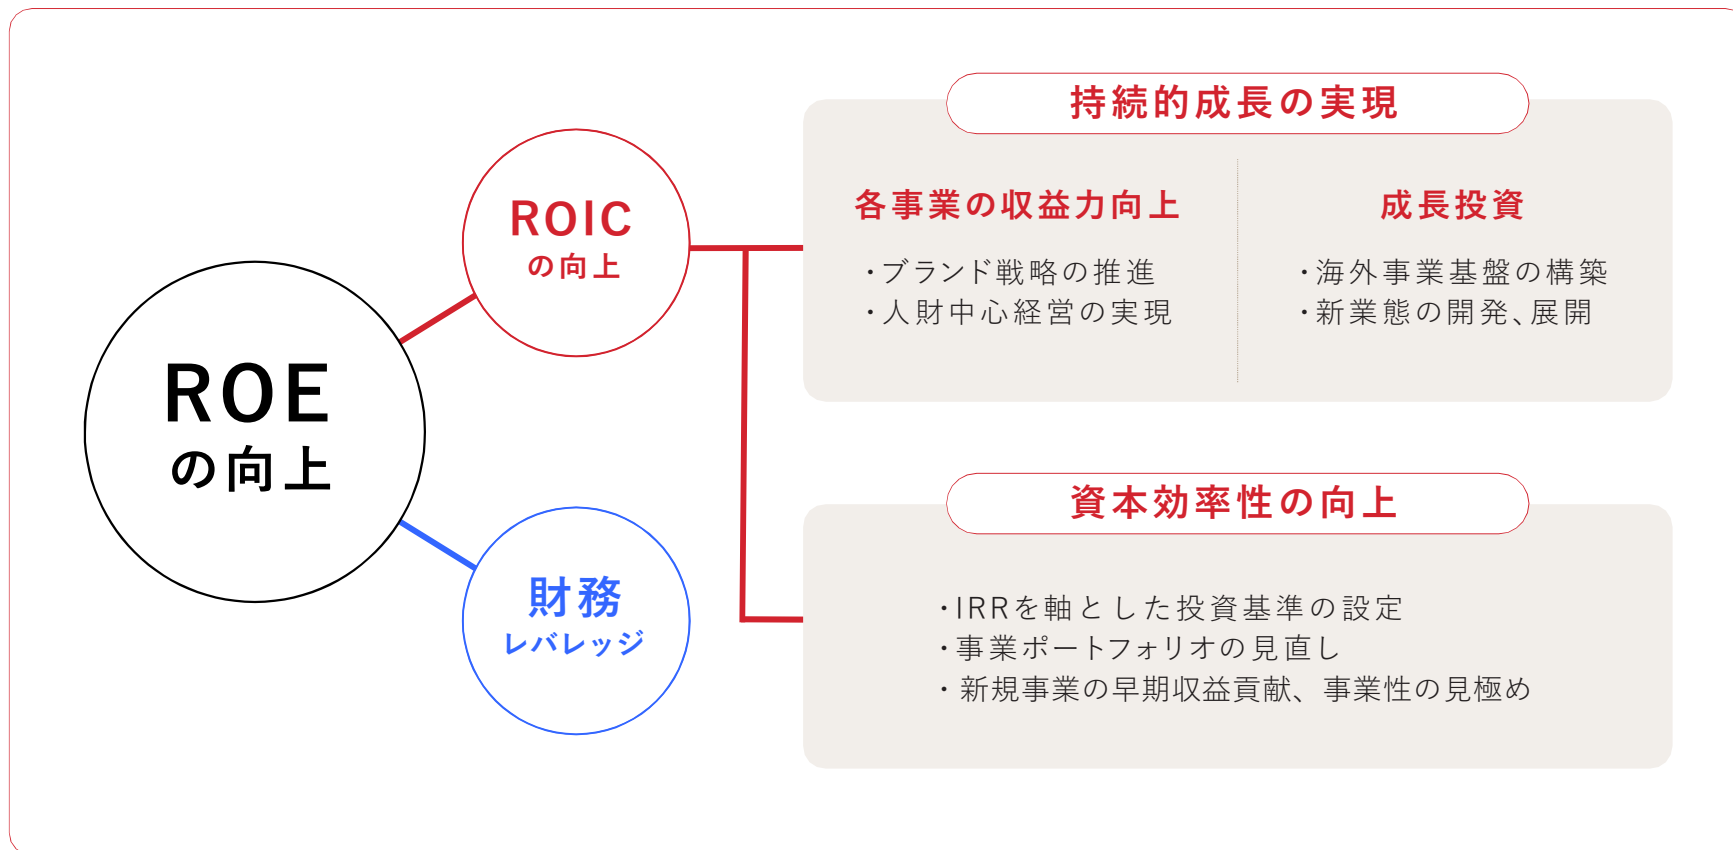 ROE
の向上
ROIC
の向上
財務
レバレッジ
持続的成長の実現
各事業の収益力向上
・ブランド戦略の推進
・人財中心経営の実現
成長投資
・海外事業基盤の構築
・新業態の開発、展開
資本効率性の向上
・IRRを軸とした投資基準の設定
・事業ポートフォリオの見直し
・新規事業の早期収益貢献、事業性の見極め